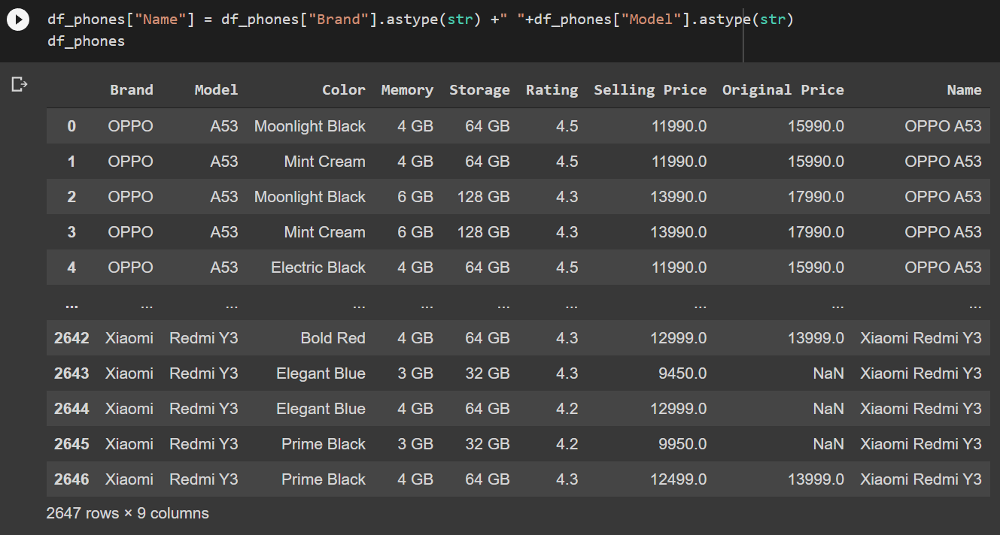 df_phones["Name"] = df_phones["Brand"].astype(str) +" "+df_phones["Model"].astype(str)
df_phones
Brand Model Color Memory Storage Rating Selling Price Original Price Name
0 OPPO A53 Moonlight Black 4 GB 64 GB 4.5 11990.0 15990.0 OPPO A53
1 OPPO A53 Mint Cream 4 GB 64 GB 4.5 11990.0 15990.0 OPPO A53
2 OPPO A53 Moonlight Black 6 GB 128 GB 4.3 13990.0 17990.0 OPPO A53
3 OPPO A53 Mint Cream 6 GB 128 GB 4.3 13990.0 17990.0 OPPO A53
4 OPPO A53 Electric Black 4 GB 64 GB 4.5 11990.0 15990.0 OPPO A53
... ... ... ... ... ... ... ... ... ...
2642 Xiaomi Redmi Y3 Bold Red 4 GB 64 GB 4.3 12999.0 13999.0 Xiaomi Redmi Y3
2643 Xiaomi Redmi Y3 Elegant Blue 3 GB 32 GB 4.3 9450.0 NaN Xiaomi Redmi Y3
2644 Xiaomi Redmi Y3 Elegant Blue 4 GB 64 GB 4.2 12999.0 NaN Xiaomi Redmi Y3
2645 Xiaomi Redmi Y3 Prime Black 3 GB 32 GB 4.2 9950.0 NaN Xiaomi Redmi Y3
2646 Xiaomi Redmi Y3 Prime Black 4 GB 64 GB 4.3 12499.0 13999.0 Xiaomi Redmi Y3
2647 rows × 9 columns